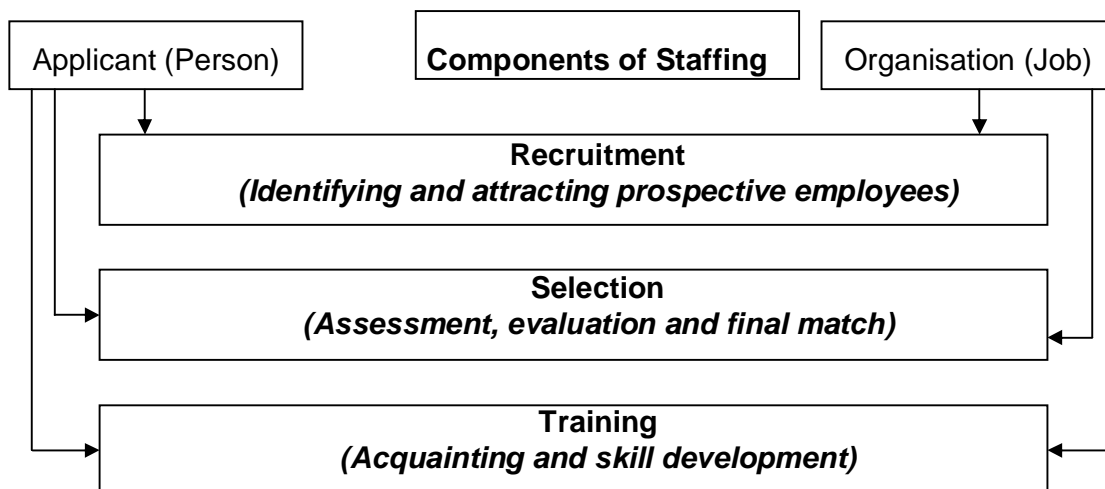 Applicant (Person)
Components of Staffing
Organisation (Job)
Recruitment
(Identifying and attracting prospective employees)
Selection
(Assessment, evaluation and final match)
Training
(Acquainting and skill development)